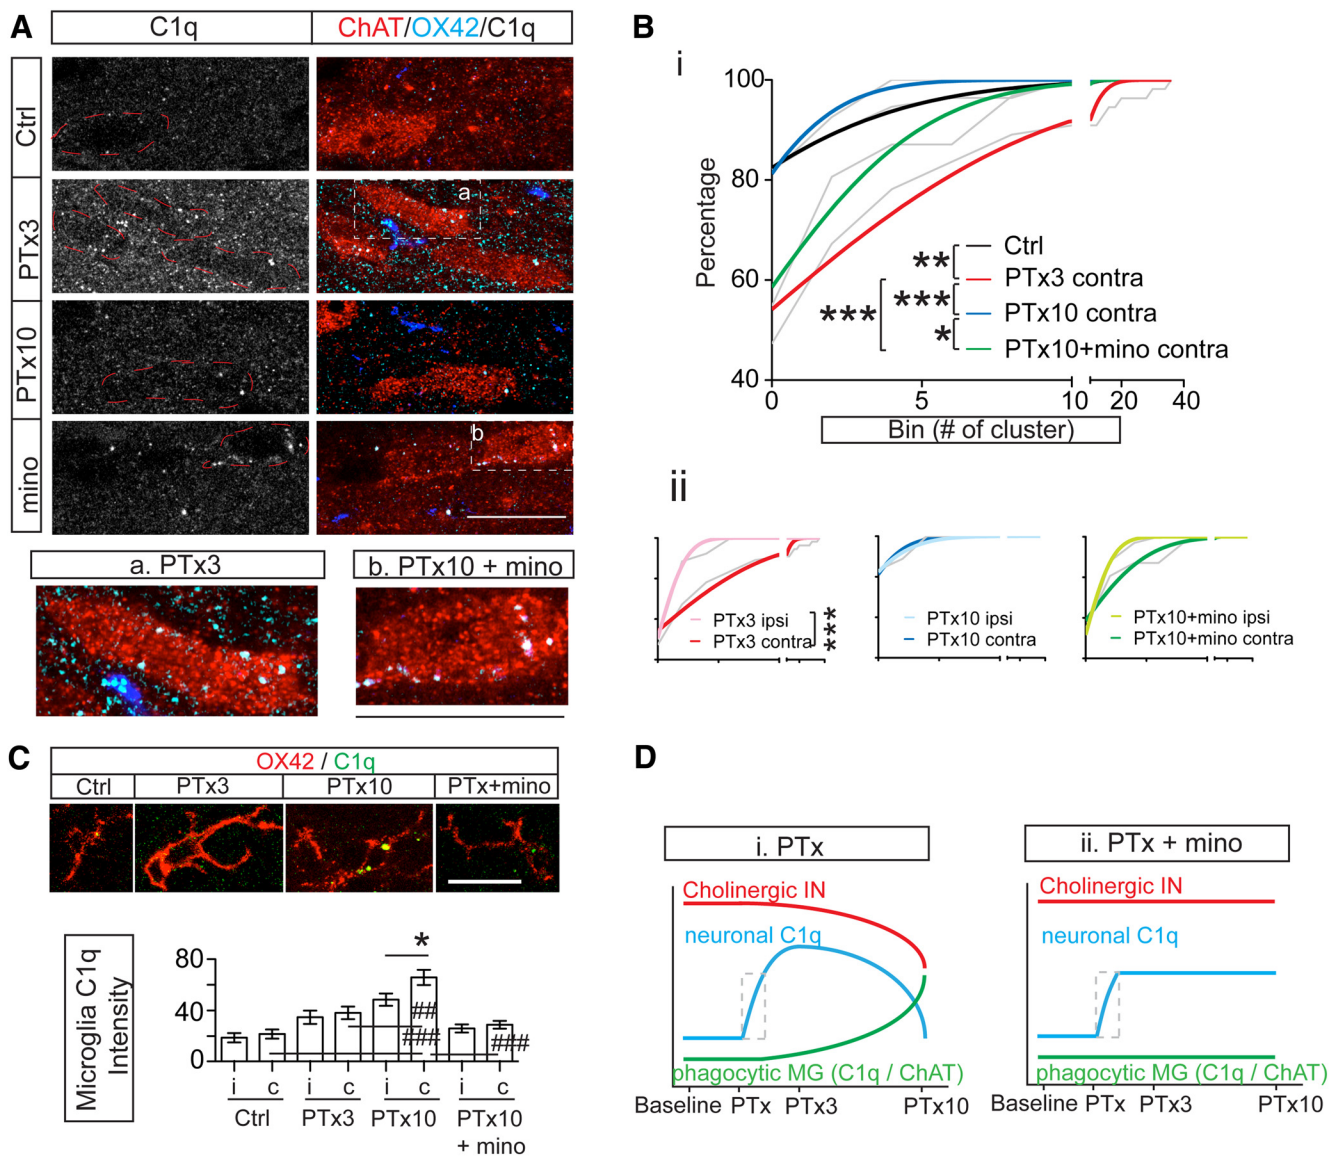 A
C1q
ChAT/OX42/C1q
Ctrl
PTx3
a
PTx10
mino
b
a. PTx3
b. PTx10 + mino
B
i
100
80
60
40
Percentage
0
5
10
20
40
Bin (# of cluster)
** Ctrl
PTx3 contra
*** *** PTx10 contra
* PTx10+mino contra
ii
PTx3 ipsi
PTx3 contra
***
PTx10 ipsi
PTx10 contra
PTx10+mino ipsi
PTx10+mino contra
C
OX42 / C1q
Ctrl
PTx3
PTx10
PTx+mino
Microglia C1q
Intensity
80
40
0
*
##
###
###
i c i c i c i c
Ctrl
PTx3
PTx10
PTx10
+ mino
D
i. PTx
Cholinergic IN
neuronal C1q
phagocytic MG (C1q / ChAT)
Baseline PTx PTx3 PTx10
ii. PTx + mino
Cholinergic IN
neuronal C1q
phagocytic MG (C1q / ChAT)
Baseline PTx PTx3 PTx10